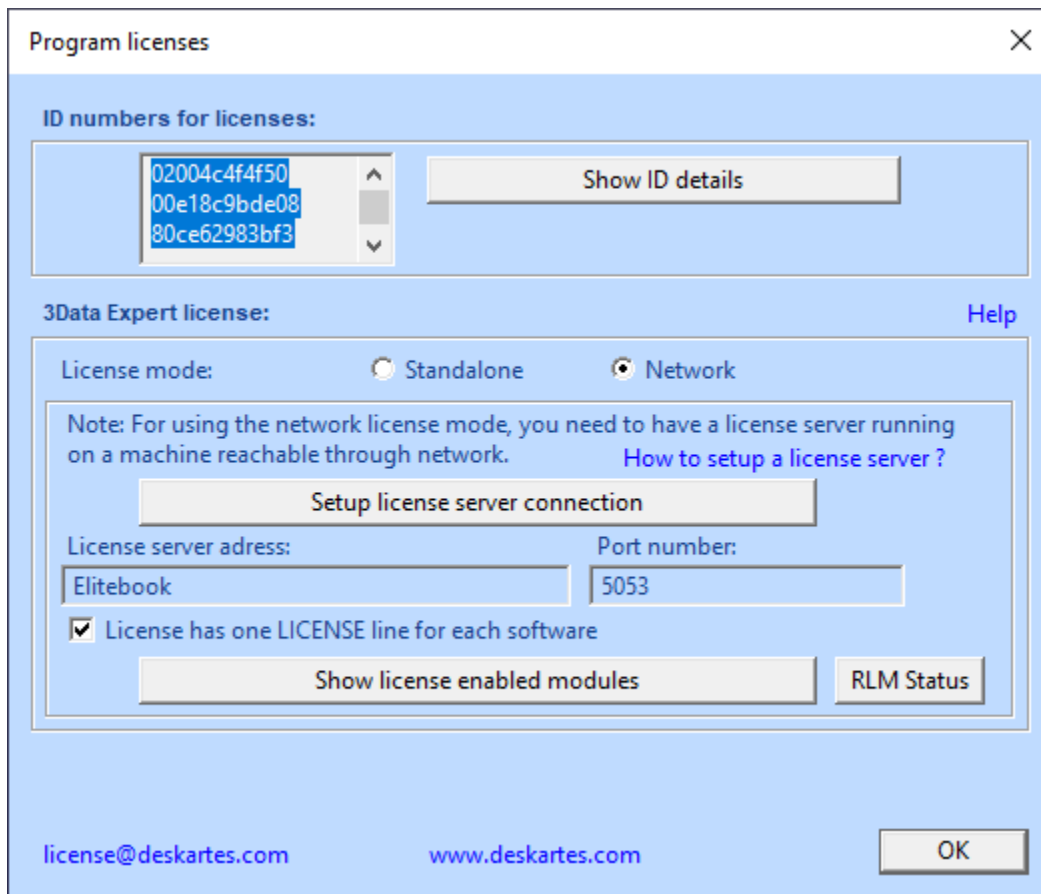 Program licenses
ID numbers for licenses:
02004c4f4f50
00e18c9bde08
80ce62983bf3
Show ID details
3Data Expert license:
Help
License mode:
Standalone
Network
Note: For using the network license mode, you need to have a license server running
on a machine reachable through network.
How to setup a license server ?
Setup license server connection
License server adress:
Port number:
Elitebook
5053
License has one LICENSE line for each software
Show license enabled modules
RLM Status
license@deskartes.com
www.deskartes.com
OK